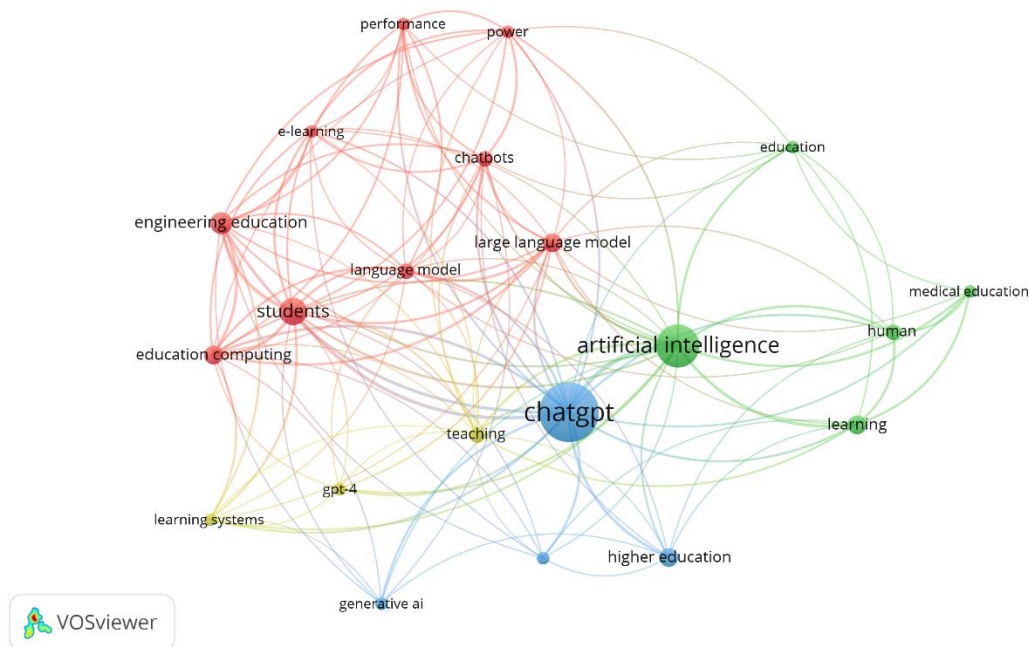 performance
power
e-learning
chatbots
education
engineering education
large language model
language model
medical education
students
human
artificial intelligence
education computing
chatgpt
learning
teaching
gpt-4
learning systems
higher education
generative ai
VOSviewer